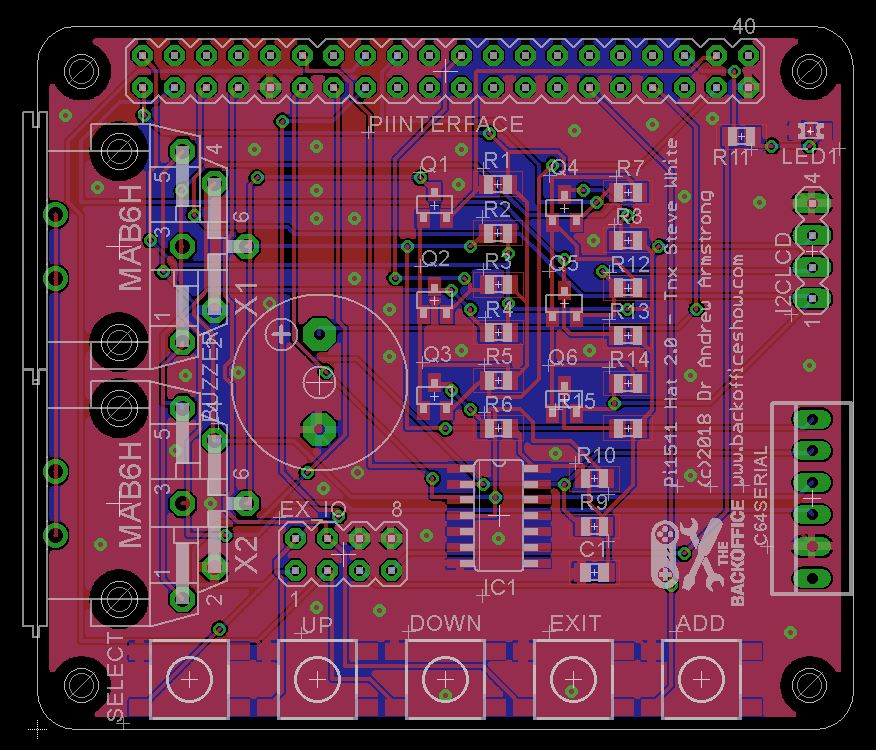 40
PIINTERFACE
R11
LED1
4
I2CLCD
1
Q1
R1
Q4
R7
R2
R8
Q2
R3
Q5
R12
R4
R13
Q3
R5
Q6
R14
R6
R15
R10
R9
C1
IC1
MAB6H
5
4
3
6
1
2
X1
BUZZER
MAB6H
5
3
6
1
2
X2
EX_IO
8
1
Pi1541 Hat 2.0 - Tnx Steve White
(c)2018 Dr Andrew Armstrong
www.backofficeshow.com
THE
BACKOFFICE
C64SERIAL
SELECT
UP
DOWN
EXIT
ADD